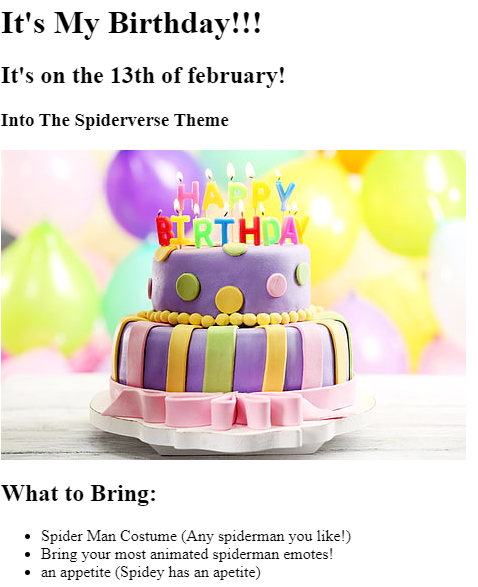 It's My Birthday!!!
It's on the 13th of february!
Into The Spiderverse Theme
HAPPY
BIRTHDAY
What to Bring:
Spider Man Costume (Any spiderman you like!)
Bring your most animated spiderman emotes!
an appetite (Spidey has an apetite)